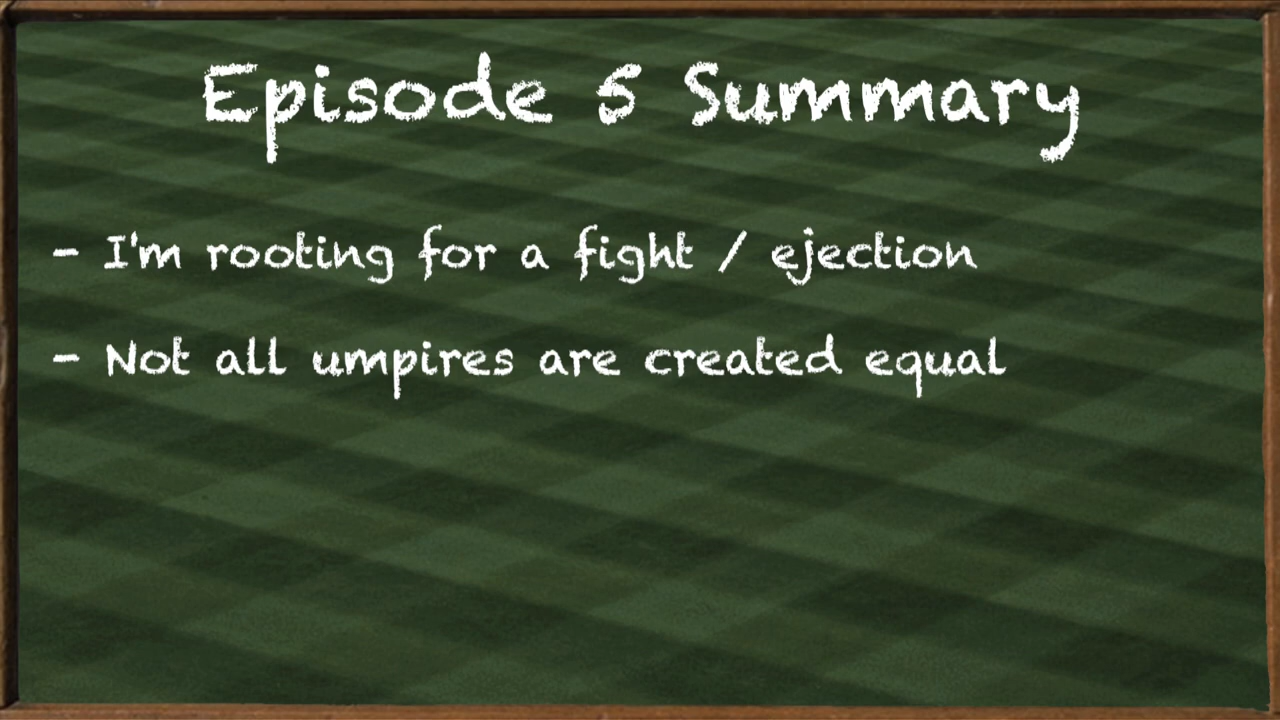 Episode 5 Summary
- I'm rooting for a fight / ejection
- Not all umpires are created equal